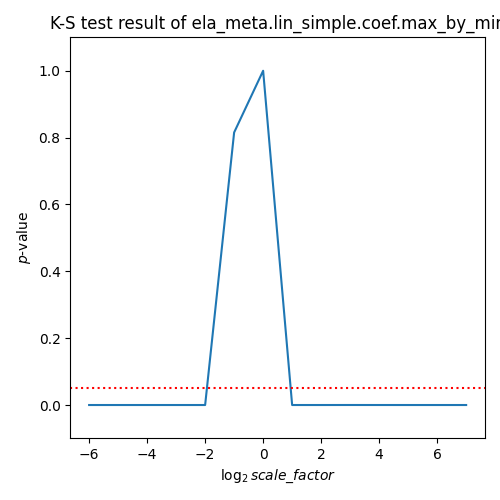 K-S test result of ela_meta.lin_simple.coef.max_by_min
1.0
0.8
0.6
0.4
0.2
0.0
p-value
−6 −4 −2 0 2 4 6
log₂ scale_factor